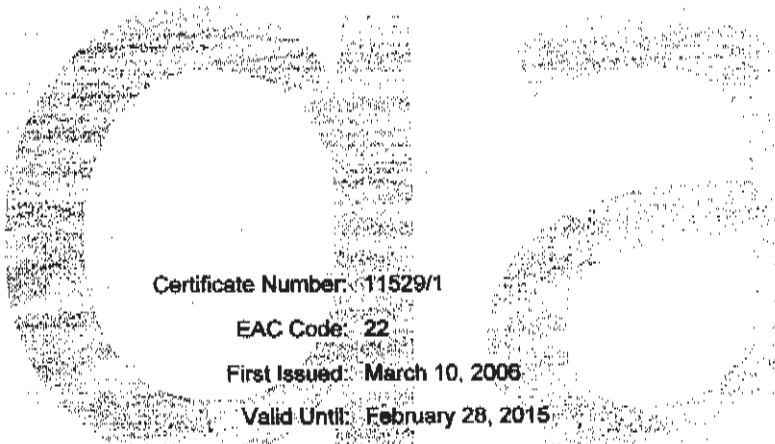 Certificate Number: 11529/1
EAC Code: 22
First Issued: March 10, 2006
Valid Until: February 28, 2015